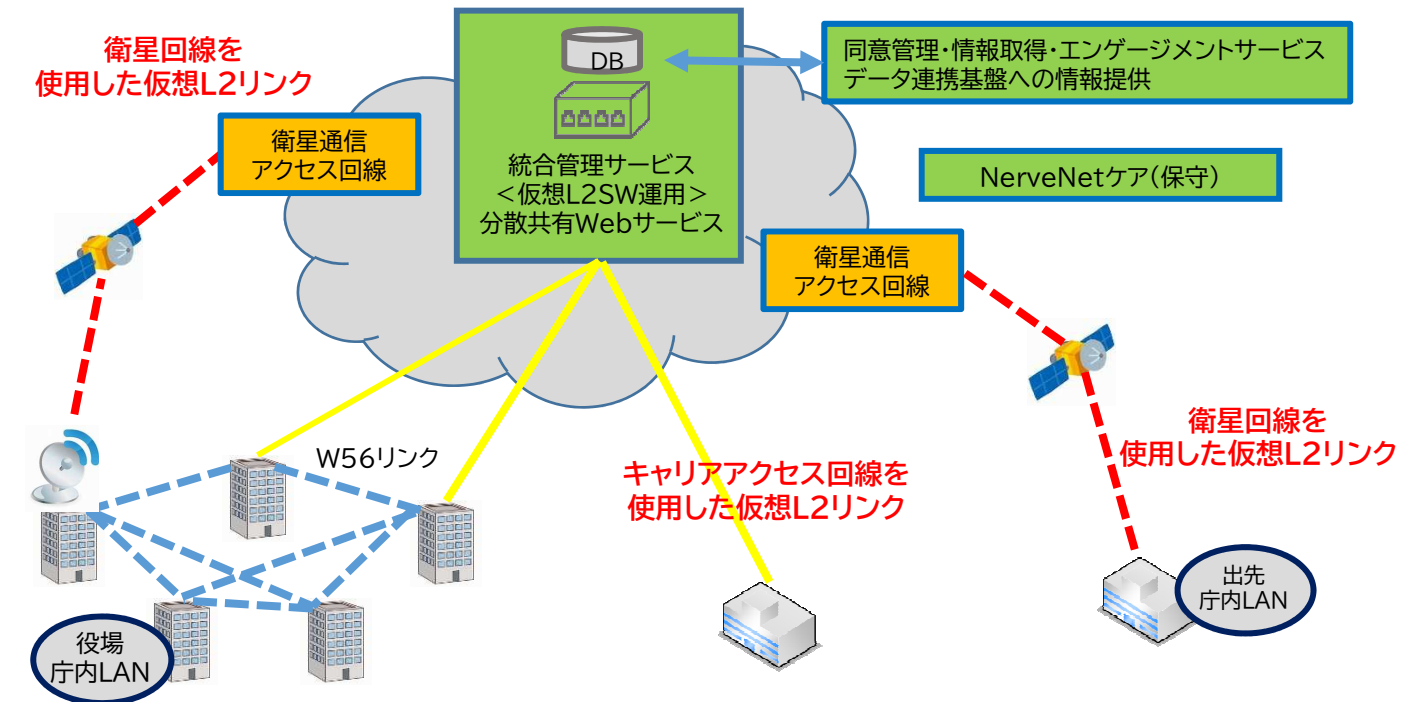 衛星回線を
使用した仮想L2リンク
衛星通信
アクセス回線
DB
統合管理サービス
<仮想L2SW運用>
分散共有Webサービス
同意管理・情報取得・エンゲージメントサービス
データ連携基盤への情報提供
NerveNetケア(保守)
衛星通信
アクセス回線
W56リンク
キャリアアクセス回線を
使用した仮想L2リンク
衛星回線を
使用した仮想L2リンク
出先
庁内LAN
役場
庁内LAN